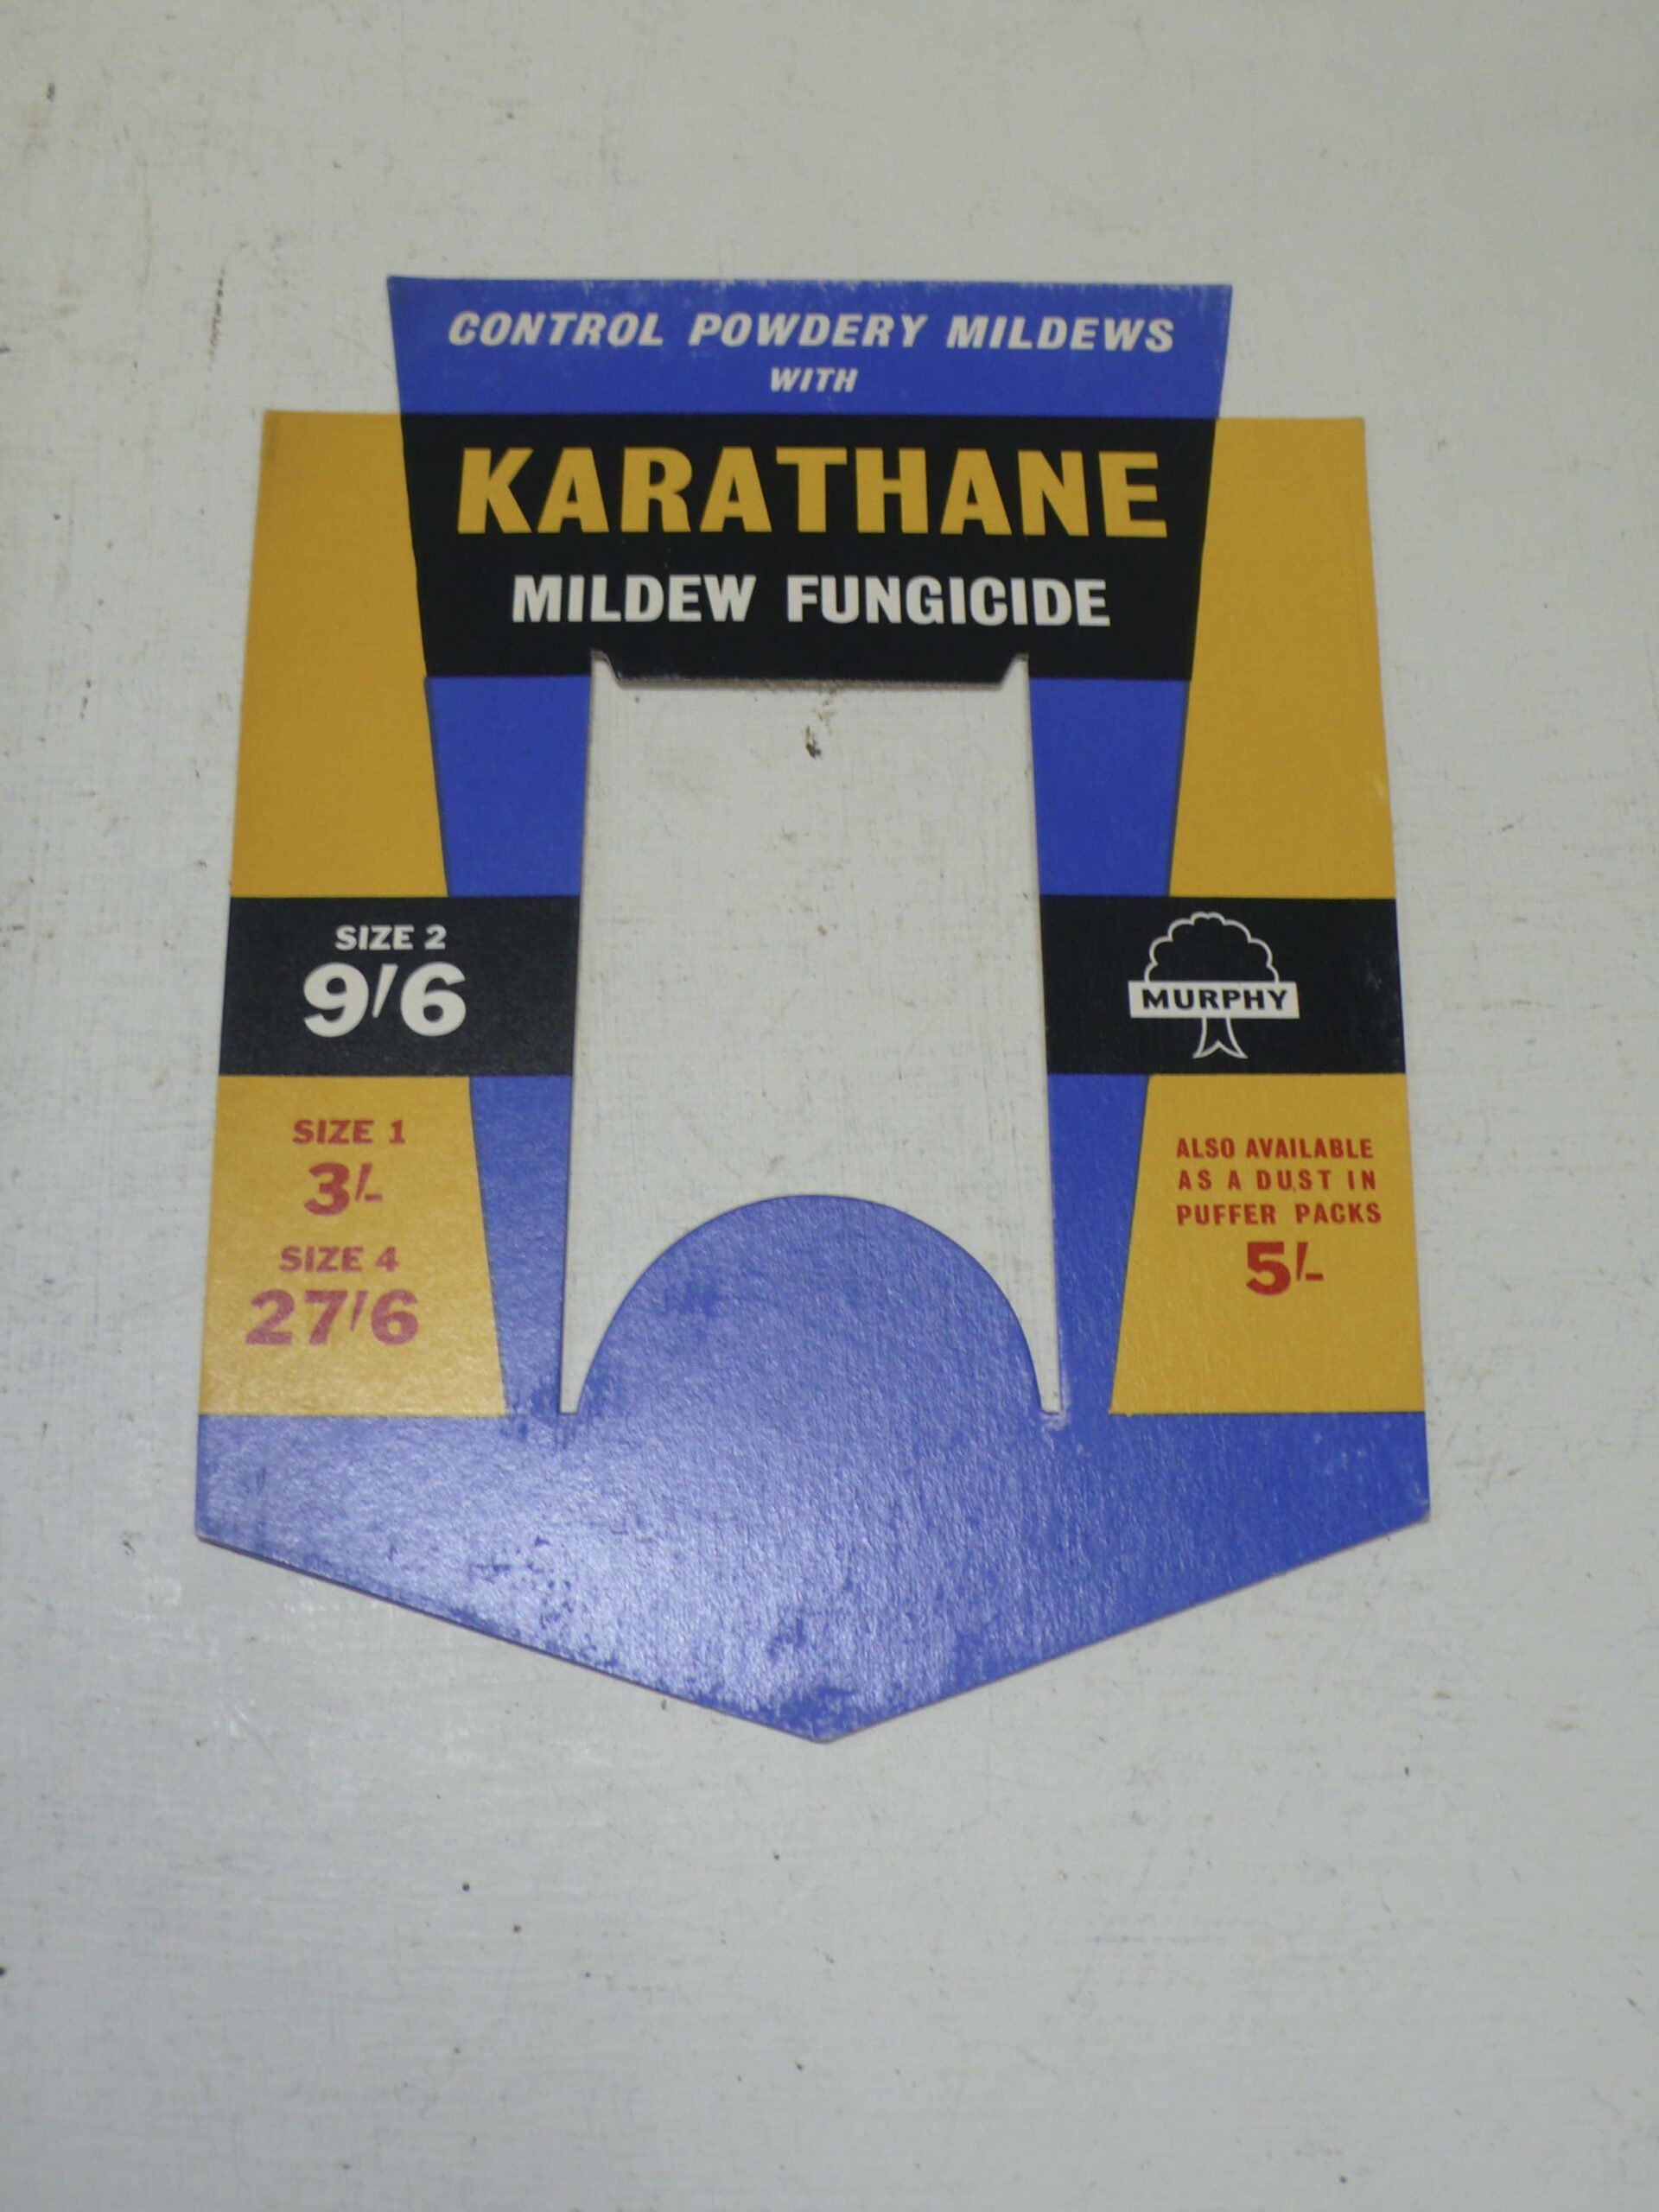 CONTROL POWDERY MILDEWS
WITH
KARATHANE
MILDEW FUNGICIDE
SIZE 2
9/6
MURPHY
SIZE 1
3/-
SIZE 4
27/6
ALSO AVAILABLE
AS A DUST IN
PUFFER PACKS
5/-